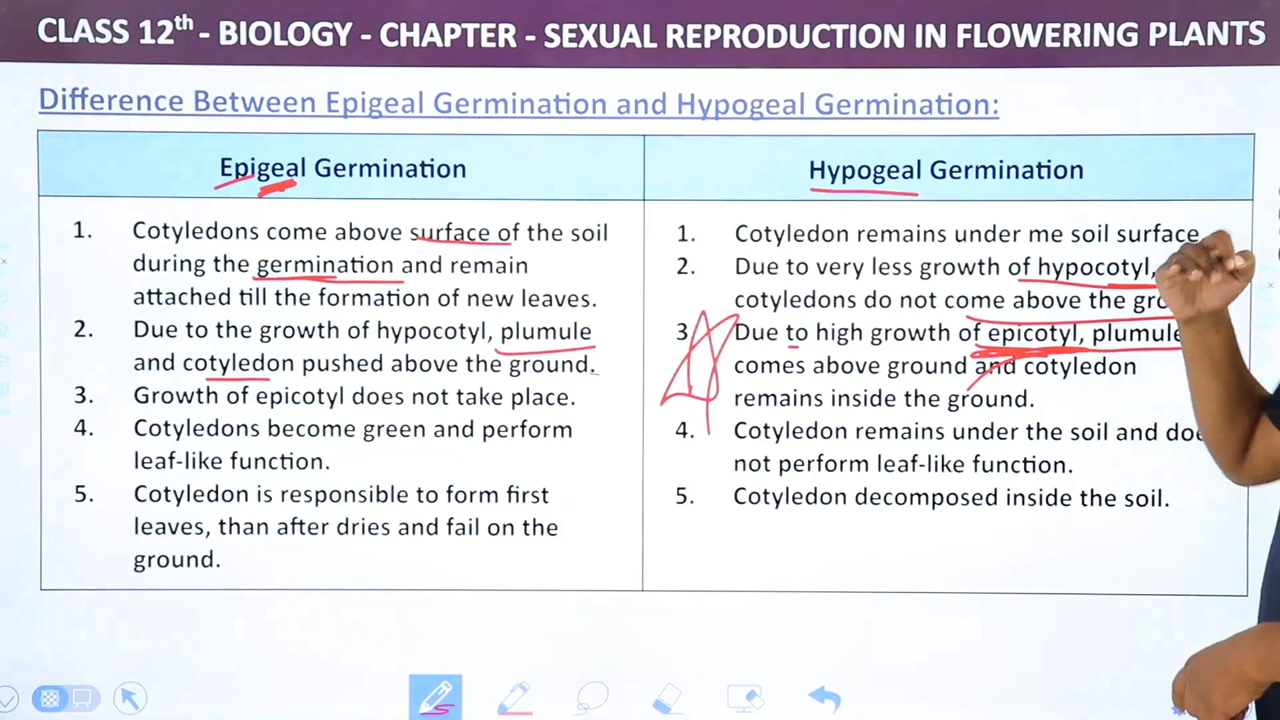 CLASS 12th - BIOLOGY - CHAPTER - SEXUAL REPRODUCTION IN FLOWERING PLANTS
Difference Between Epigeal Germination and Hypogeal Germination:
Epigeal Germination
1. Cotyledons come above surface of the soil
during the germination and remain
attached till the formation of new leaves.
2. Due to the growth of hypocotyl, plumule
and cotyledon pushed above the ground.
3. Growth of epicotyl does not take place.
4. Cotyledons become green and perform
leaf-like function.
5. Cotyledon is responsible to form first
leaves, than after dries and fail on the
ground.
Hypogeal Germination
1. Cotyledon remains under me soil surface
2. Due to very less growth of hypocotyl,
cotyledons do not come above the
3 Due to high growth of epicotyl, plumule
comes above ground and cotyledon
remains inside the ground.
4. Cotyledon remains under the soil and
not perform leaf-like function.
5. Cotyledon decomposed inside the soil.